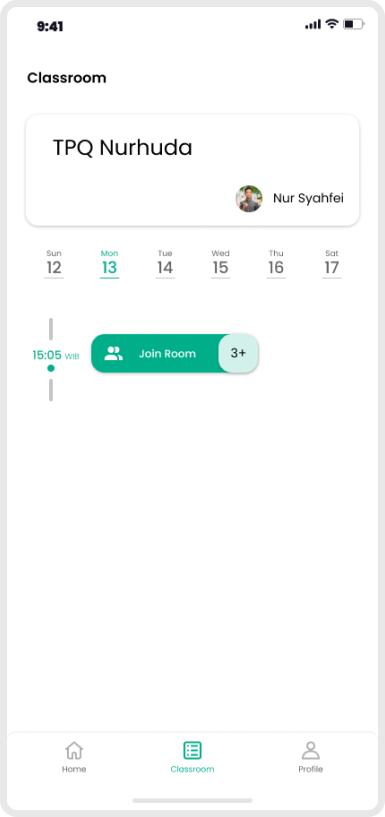 9:41
Classroom
TPQ Nurhuda
Nur Syahfei
Sun Mon Tue Wed Thu Sat
12 13 14 15 16 17
15:05 WIB Join Room 3+
Home Classroom Profile